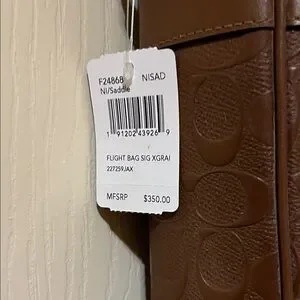 F24868 NISAD
NI/Saddle
1 91202 43926 9
FLIGHT BAG SIG XGRAI
227259JAX
MFSRP $350.00